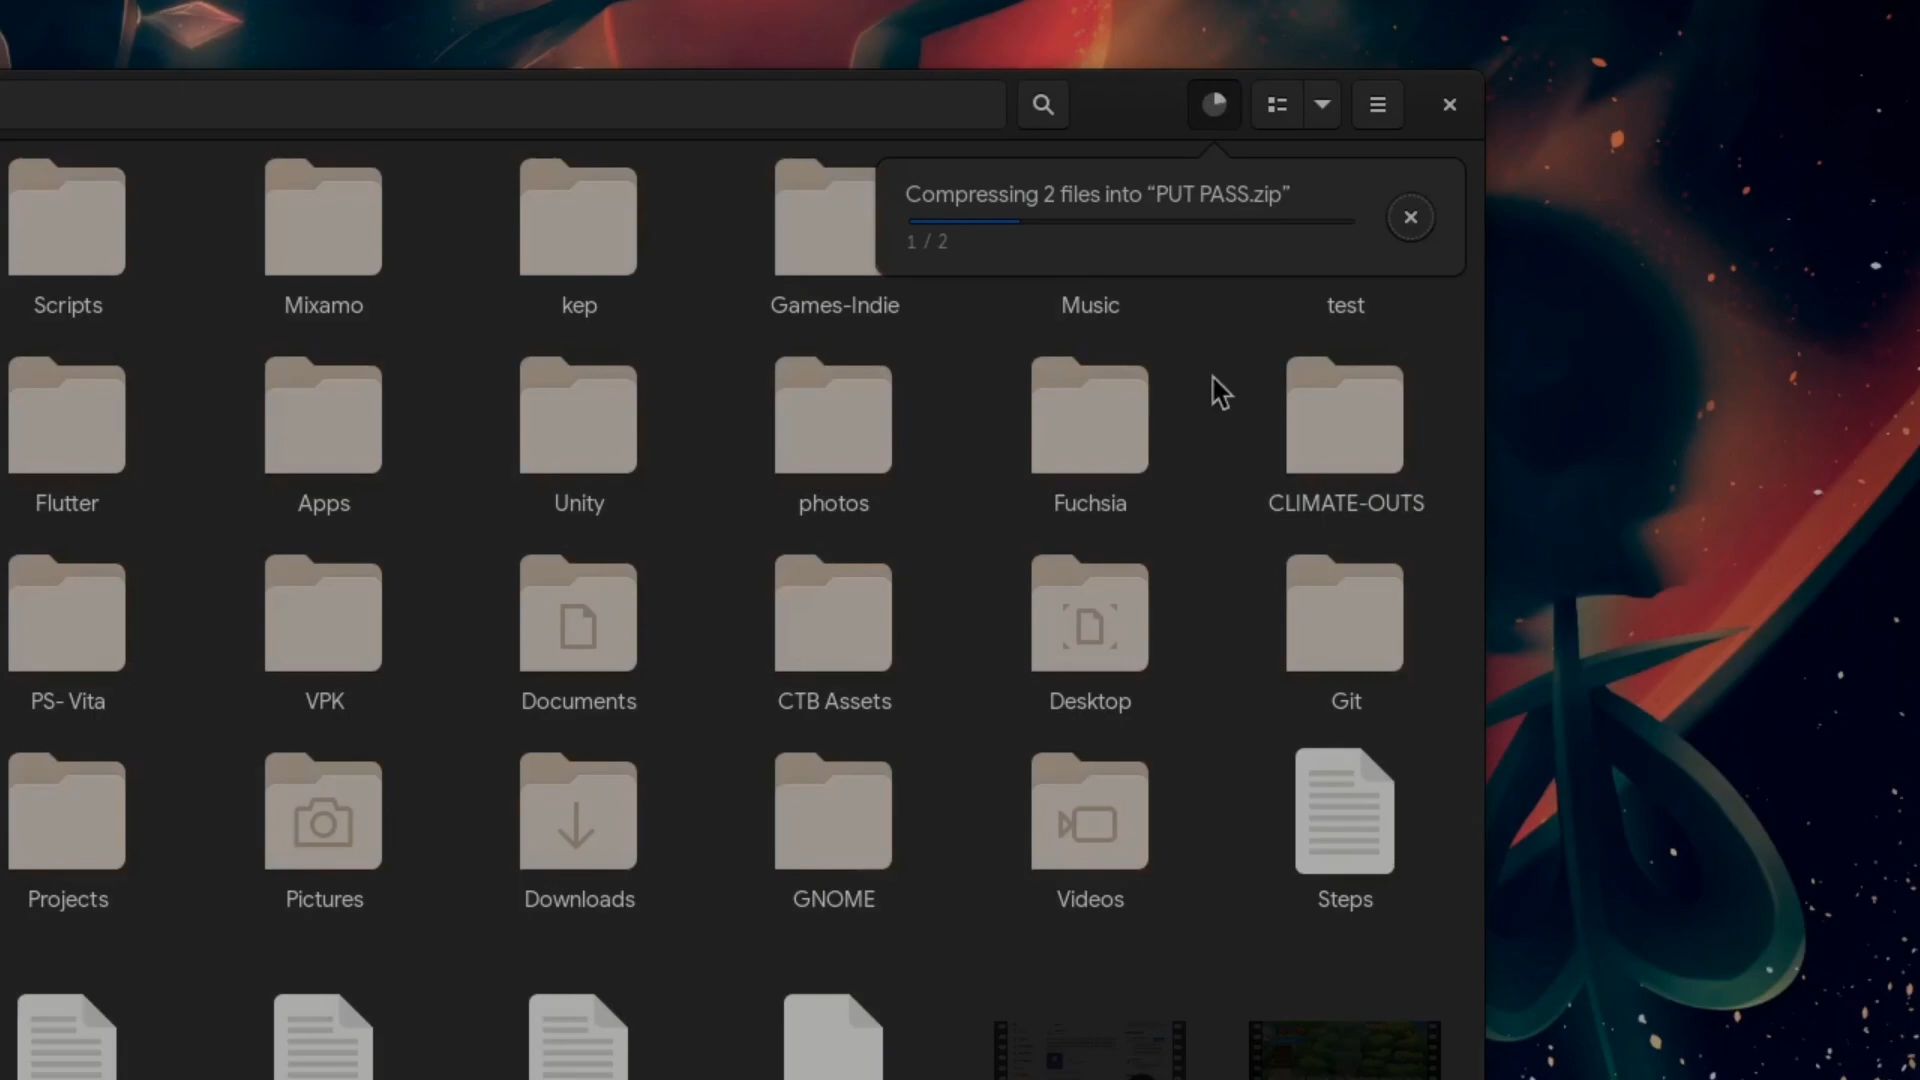 Compressing 2 files into “PUT PASS.zip”
1 / 2
Scripts
Mixamo
kep
Games-Indie
Music
test
Flutter
Apps
Unity
photos
Fuchsia
CLIMATE-OUTS
PS- Vita
VPK
Documents
CTB Assets
Desktop
Git
Projects
Pictures
Downloads
GNOME
Videos
Steps